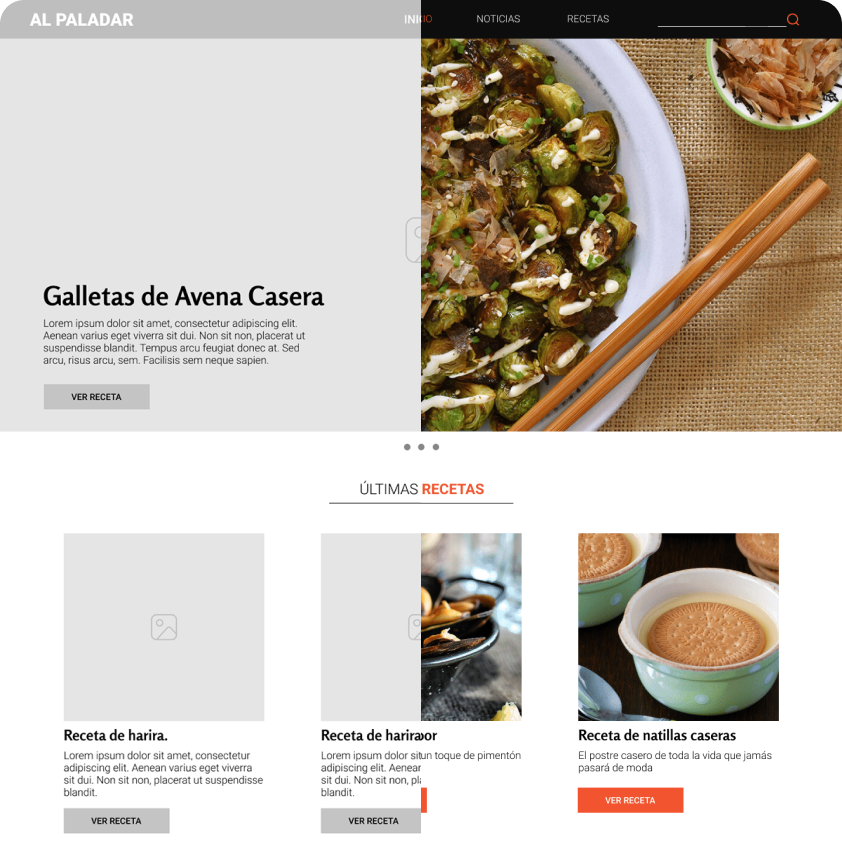 AL PALADAR
INICIO NOTICIAS RECETAS
Galletas de Avena Casera
Lorem ipsum dolor sit amet, consectetur adipiscing elit.
Aenean varius eget viverra sit dui. Non sit non, placerat ut
suspendisse blandit. Tempus arcu feugiat donec at. Sed
arcu, risus arcu, sem. Facilisis sem neque sapien.
VER RECETA
ÚLTIMAS RECETAS
Receta de harira.
Lorem ipsum dolor sit amet, consectetur
adipiscing elit. Aenean varius eget viverra
sit dui. Non sit non, placerat ut suspendisse
blandit.
VER RECETA
Receta de
Lorem ipsum dolor un toque de pimentón
adipiscing elit.
sit dui. Non sit non,
blandit.
VER RECETA
Receta de natillas caseras
El postre casero de toda la vida que jamás
pasará de moda
VER RECETA